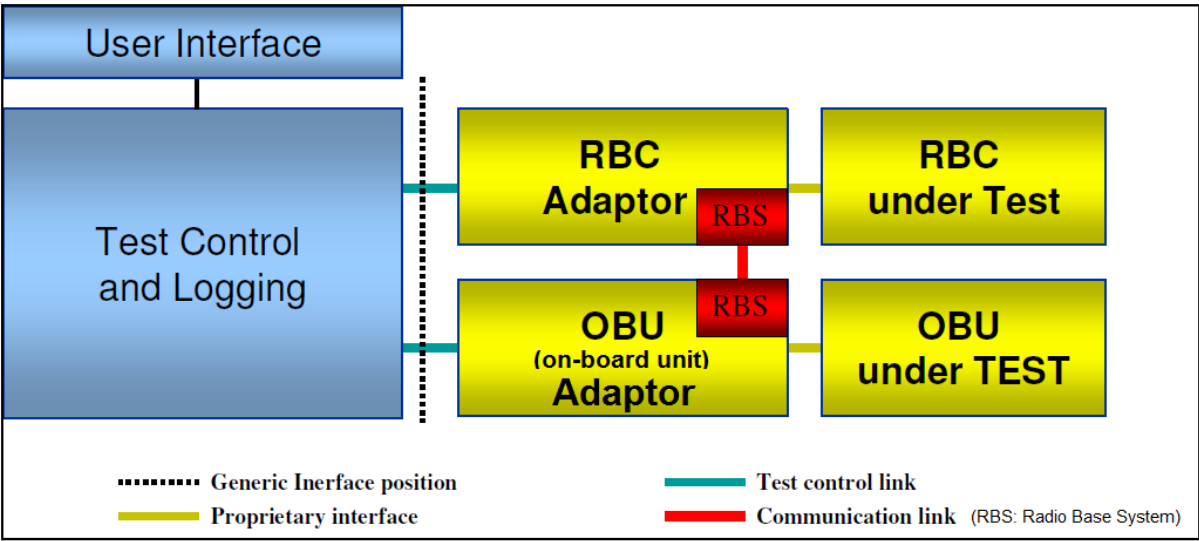 User Interface
Test Control
and Logging
RBC
Adaptor
RBS
RBC
under Test
OBU
(on-board unit)
Adaptor
RBS
OBU
under TEST
Generic Inerface position
Test control link
Proprietary interface
Communication link (RBS: Radio Base System)